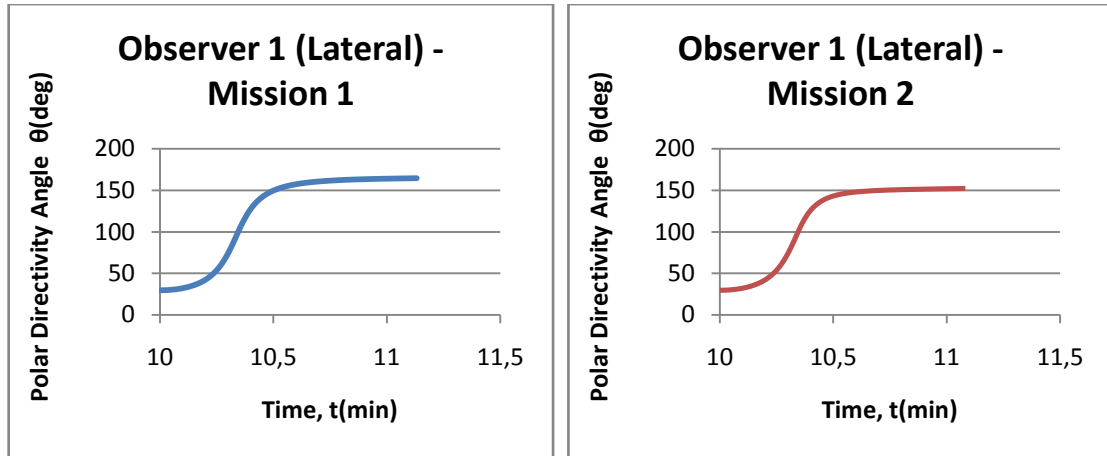 Observer 1 (Lateral) -
Mission 1
Polar Directivity Angle θ(deg)
200
150
100
50
0
10
10,5
11
11,5
Time, t(min)
Observer 1 (Lateral) -
Mission 2
Polar Directivity Angle θ(deg)
200
150
100
50
0
10
10,5
11
11,5
Time, t(min)